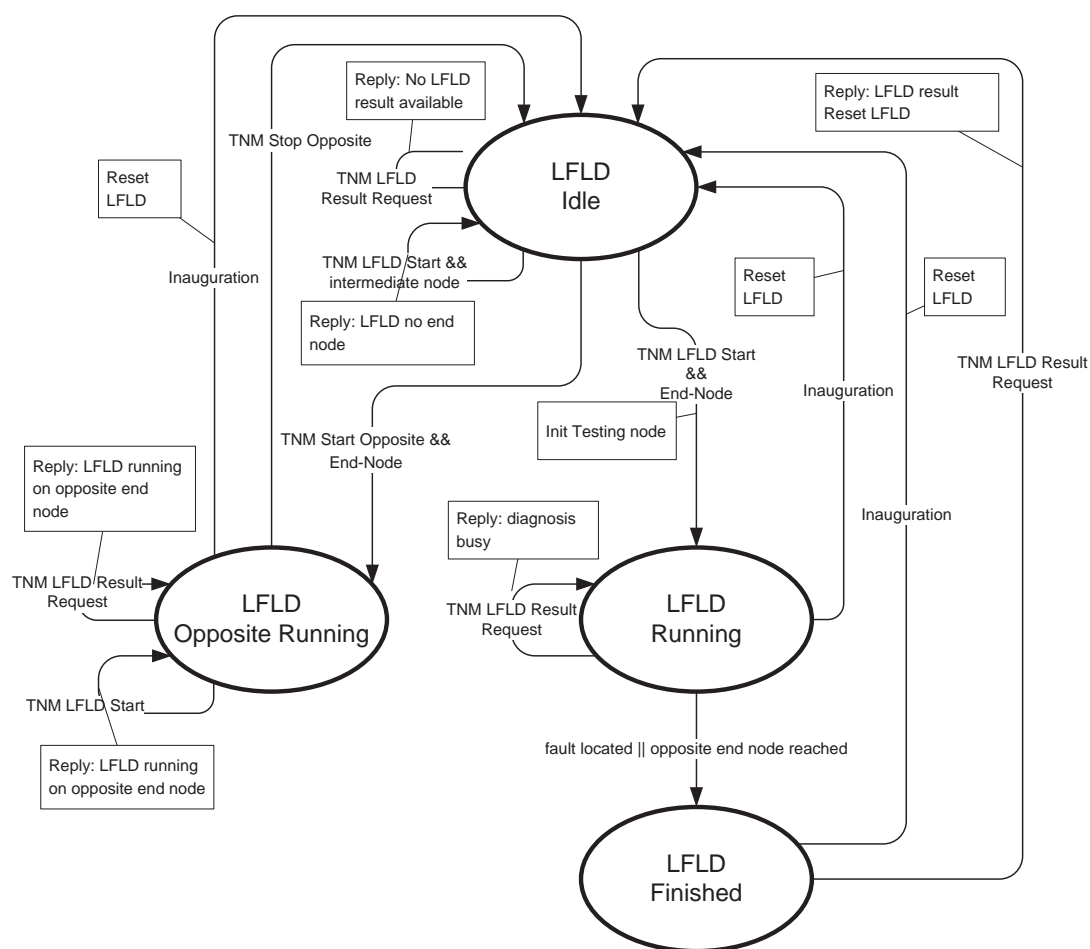 Reply: No LFLD
result available
Reply: LFLD result
Reset LFLD
TNM Stop Opposite
Reset
LFLD
TNM LFLD
Result Request
LFLD
Idle
Inauguration
TNM LFLD Start &&
intermediate node
Reset
LFLD
Reset
LFLD
Reply: LFLD no end
node
TNM LFLD Start
&&
End-Node
TNM LFLD Result
Request
Inauguration
Init Testing node
TNM Start Opposite &&
End-Node
Reply: LFLD running
on opposite end
node
Reply: diagnosis
busy
Inauguration
TNM LFLD Result
Request
LFLD
Opposite Running
TNM LFLD Result
Request
LFLD
Running
TNM LFLD Start
Reply: LFLD running
on opposite end node
fault located || opposite end node reached
LFLD
Finished